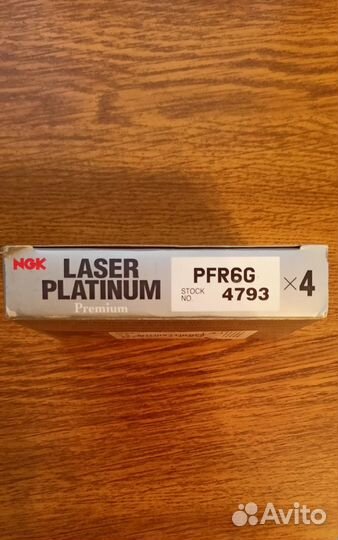 NGK
LASER
PLATINUM
Premium
PFR6G
STOCK NO. 4793
×4
Avito